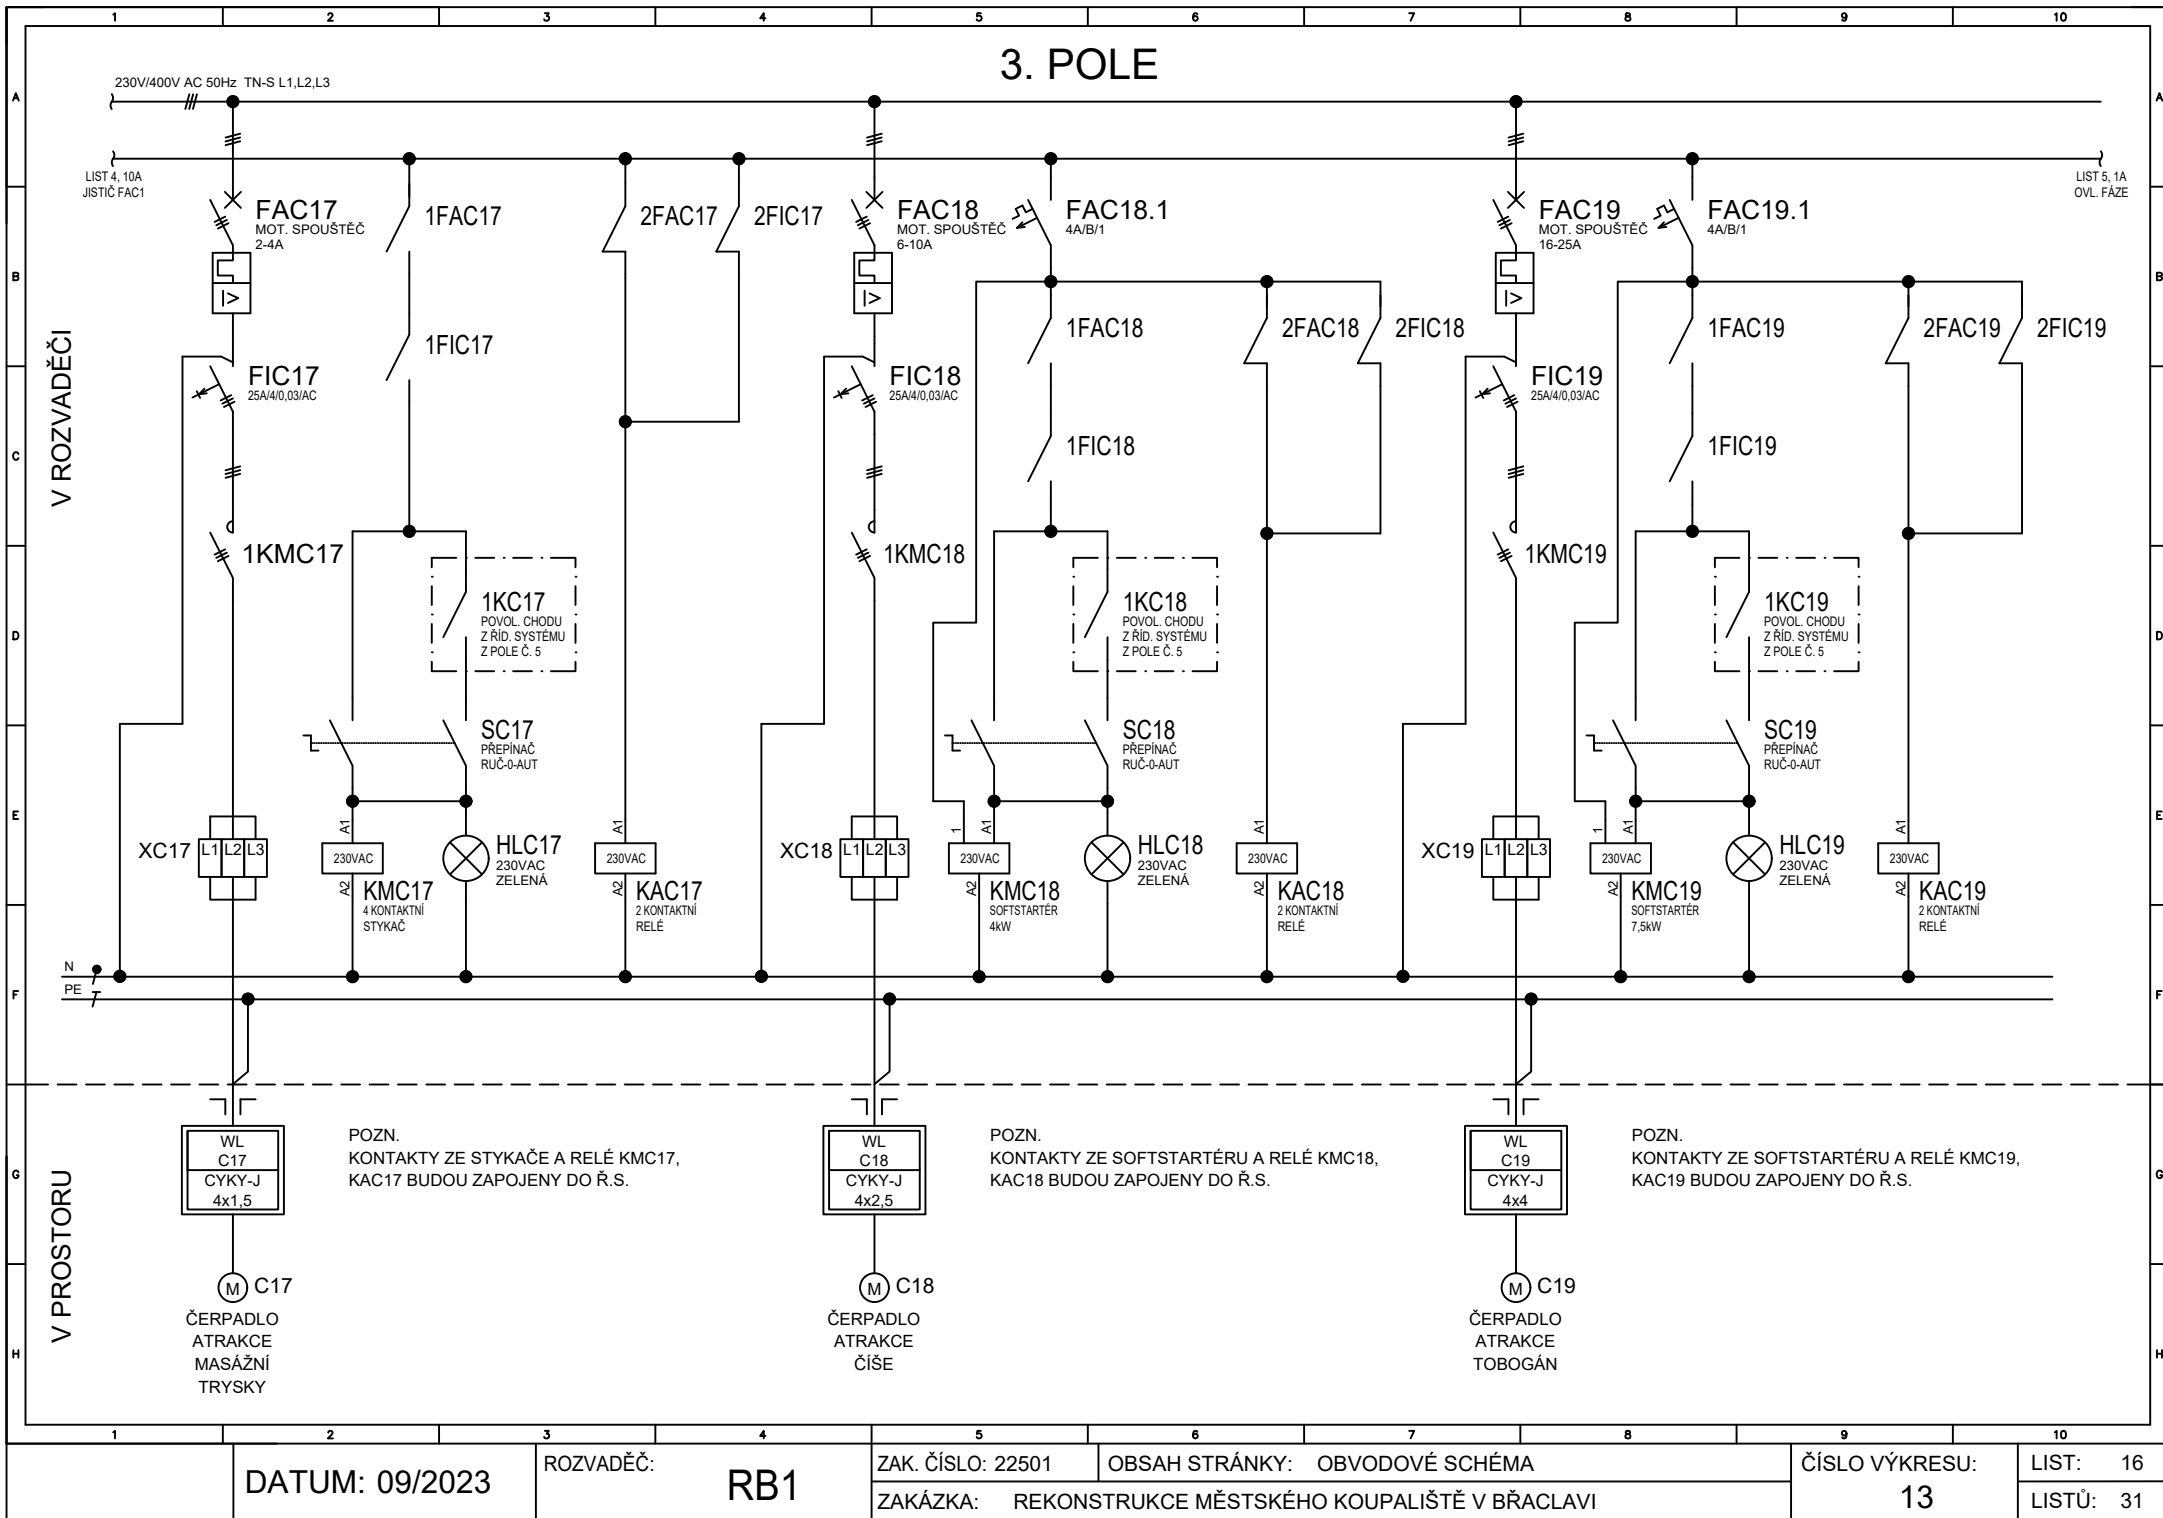 1 2 3 4 5 6 7 8 9 10
3. POLE
230V/400V AC 50Hz TN-S L1,L2,L3
A
A
LIST 4, 10A
JISTIČ FAC1
LIST 5, 1A
OVL. FÁZE
FAC17
MOT. SPOUŠTĚČ
2-4A
1FAC17
2FAC17
2FIC17
FAC18
MOT. SPOUŠTĚČ
6-10A
FAC18.1
4A/B/1
FAC19
MOT. SPOUŠTĚČ
16-25A
FAC19.1
4A/B/1
B
B
I>
I>
I>
V ROZVADĚČI
1FIC17
1FAC18
2FAC18
2FIC18
1FAC19
2FAC19
2FIC19
FIC17
25A/4/0,03/AC
FIC18
25A/4/0,03/AC
FIC19
25A/4/0,03/AC
C
C
1FIC18
1FIC19
1KMC17
1KMC18
1KMC19
D
D
1KC17
POVOL. CHODU
Z ŘÍD. SYSTÉMU
Z POLE Č. 5
1KC18
POVOL. CHODU
Z ŘÍD. SYSTÉMU
Z POLE Č. 5
1KC19
POVOL. CHODU
Z ŘÍD. SYSTÉMU
Z POLE Č. 5
SC17
PŘEPÍNAČ
RUČ-0-AUT
SC18
PŘEPÍNAČ
RUČ-0-AUT
SC19
PŘEPÍNAČ
RUČ-0-AUT
E
E
XC17
L1 L2 L3
A1
230VAC
A2
KMC17
4 KONTAKTNÍ
STYKAČ
HLC17
230VAC
ZELENÁ
A1
230VAC
A2
KAC17
2 KONTAKTNÍ
RELÉ
XC18
L1 L2 L3
1 A1
230VAC
A2
KMC18
SOFTSTARTÉR
4kW
HLC18
230VAC
ZELENÁ
A1
230VAC
A2
KAC18
2 KONTAKTNÍ
RELÉ
XC19
L1 L2 L3
1 A1
230VAC
A2
KMC19
SOFTSTARTÉR
7,5kW
HLC19
230VAC
ZELENÁ
A1
230VAC
A2
KAC19
2 KONTAKTNÍ
RELÉ
N
PE
F
F
V PROSTORU
WL
C17
CYKY-J
4x1,5
POZN.
KONTAKTY ZE STYKAČE A RELÉ KMC17,
KAC17 BUDOU ZAPOJENY DO Ř.S.
WL
C18
CYKY-J
4x2,5
POZN.
KONTAKTY ZE SOFTSTARTÉRU A RELÉ KMC18,
KAC18 BUDOU ZAPOJENY DO Ř.S.
WL
C19
CYKY-J
4x4
POZN.
KONTAKTY ZE SOFTSTARTÉRU A RELÉ KMC19,
KAC19 BUDOU ZAPOJENY DO Ř.S.
G
G
M C17
ČERPADLO
ATRAKCE
MASÁŽNÍ
TRYSKY
M C18
ČERPADLO
ATRAKCE
ČÍŠE
M C19
ČERPADLO
ATRAKCE
TOBOGÁN
H
H
1 2 3 4 5 6 7 8 9 10
DATUM: 09/2023
ROZVADĚČ:
RB1
ZAK. ČÍSLO: 22501
OBSAH STRÁNKY: OBVODOVÉ SCHÉMA
ZAKÁZKA: REKONSTRUKCE MĚSTSKÉHO KOUPALIŠTĚ V BŘACLAVI
ČÍSLO VÝKRESU:
13
LIST: 16
LISTŮ: 31